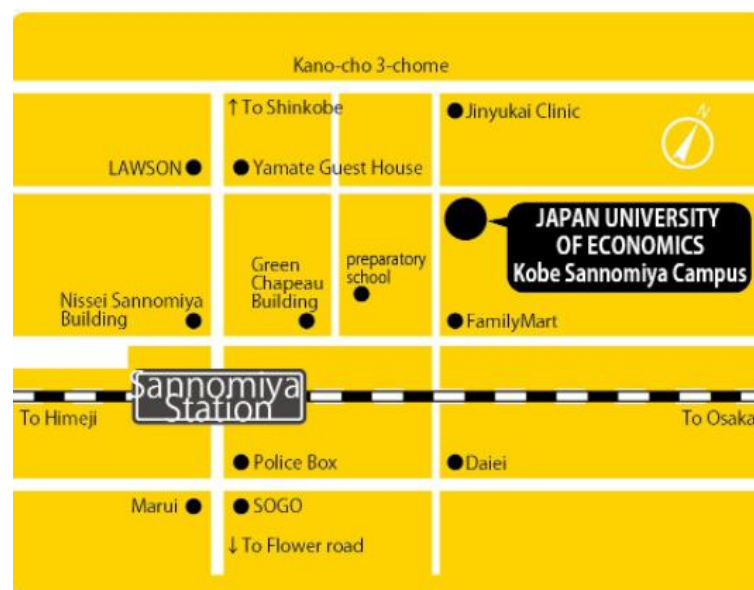 Kano-cho 3-chome
↑To Shinkobe
Jinyukai Clinic
N
LAWSON
Yamate Guest House
JAPAN UNIVERSITY
OF ECONOMICS
Kobe Sannomiya Campus
Green
Chapeau
Building
preparatory
school
Nissei Sannomiya
Building
FamilyMart
Sannomiya
Station
To Himeji
To Osaka
Police Box
Daiei
Marui
SOGO
↓To Flower road